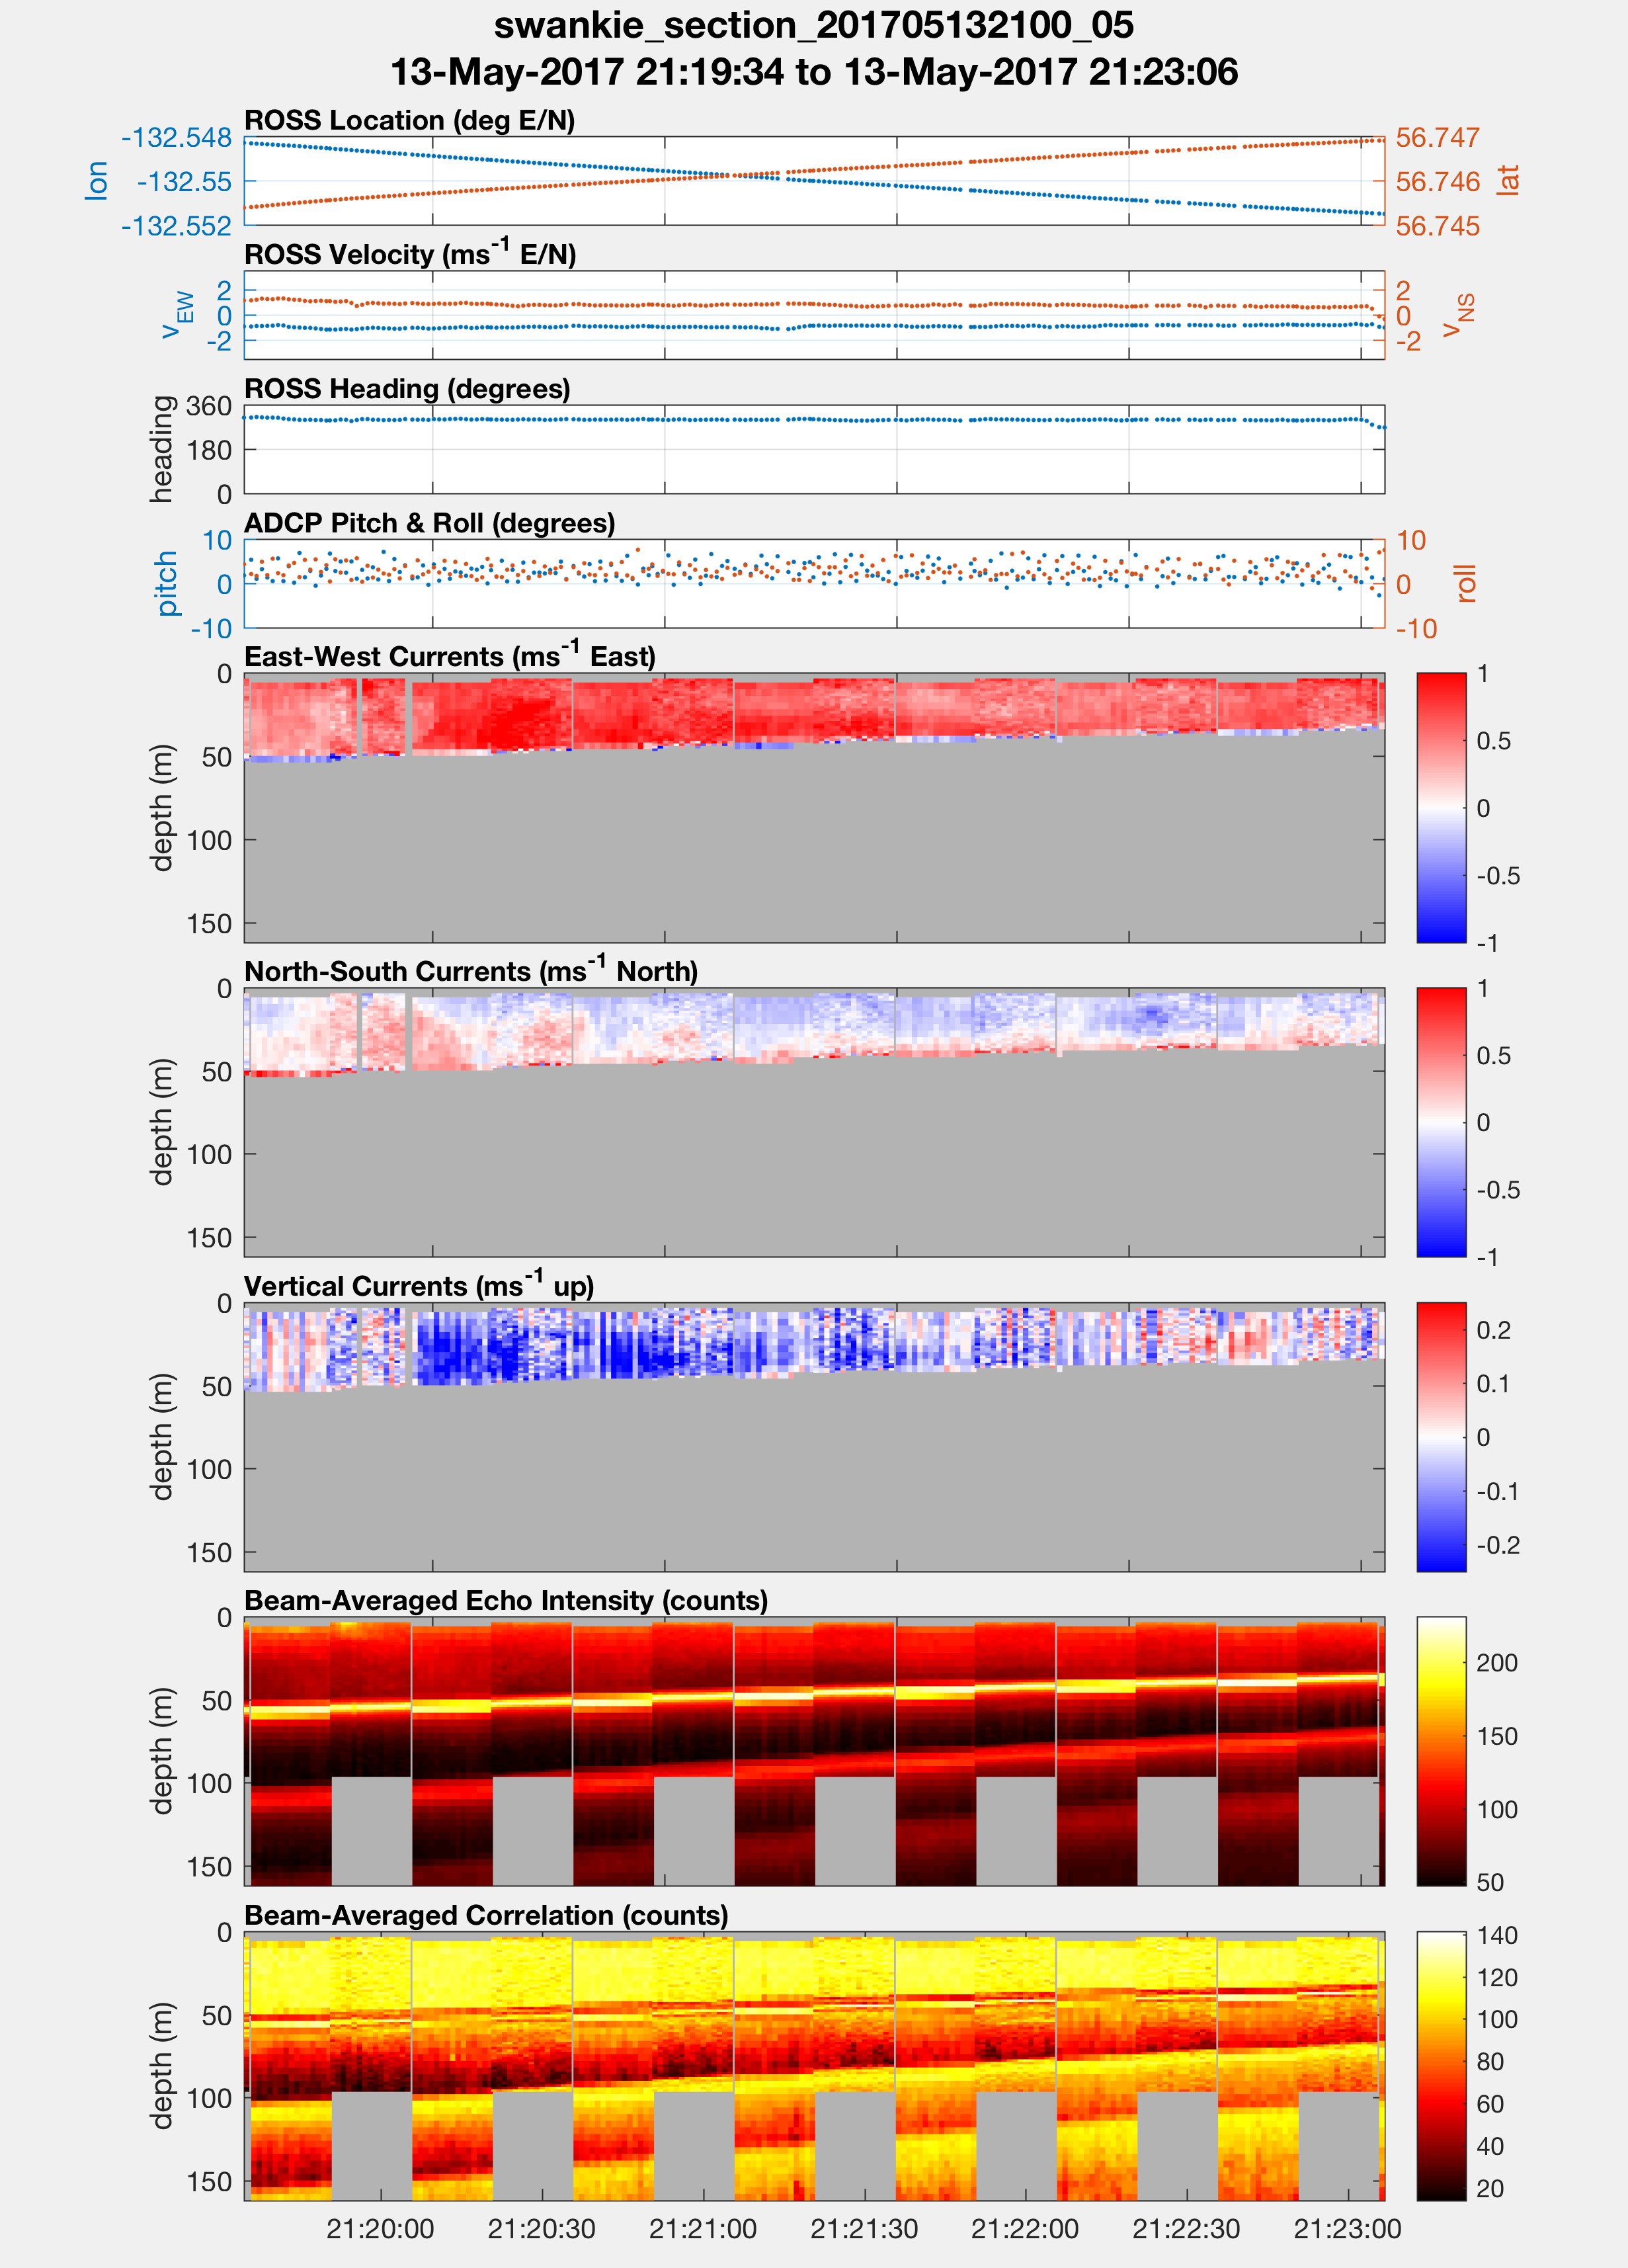 swankie_section_201705132100_05
13-May-2017 21:19:34 to 13-May-2017 21:23:06
ROSS Location (deg E/N)
-132.548
-132.55
-132.552
lon
56.747
56.746
56.745
lat
ROSS Velocity (ms-1 E/N)
2
0
-2
vEW
2
0
-2
vNS
ROSS Heading (degrees)
360
180
0
heading
ADCP Pitch & Roll (degrees)
10
0
-10
pitch
10
0
-10
roll
East-West Currents (ms-1 East)
0
50
100
150
depth (m)
1
0.5
0
-0.5
-1
North-South Currents (ms-1 North)
0
50
100
150
depth (m)
1
0.5
0
-0.5
-1
Vertical Currents (ms-1 up)
0
50
100
150
depth (m)
0.2
0.1
0
-0.1
-0.2
Beam-Averaged Echo Intensity (counts)
0
50
100
150
depth (m)
200
150
100
50
Beam-Averaged Correlation (counts)
0
50
100
150
depth (m)
140
120
100
80
60
40
20
21:20:00 21:20:30 21:21:00 21:21:30 21:22:00 21:22:30 21:23:00